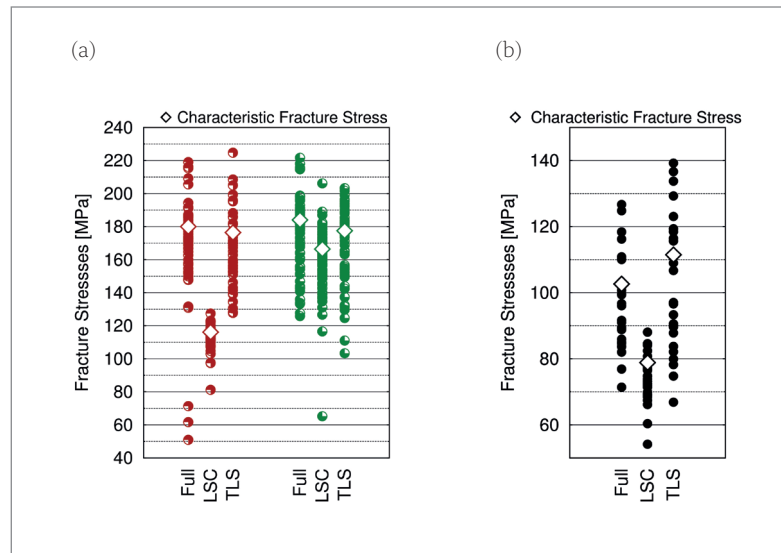 (a)
Characteristic Fracture Stress
Fracture Stressses [MPa]
240
220
200
180
160
140
120
100
80
60
40
Full
LSC
TLS
Full
LSC
TLS
(b)
Characteristic Fracture Stress
Fracture Stressses [MPa]
140
120
100
80
60
Full
LSC
TLS